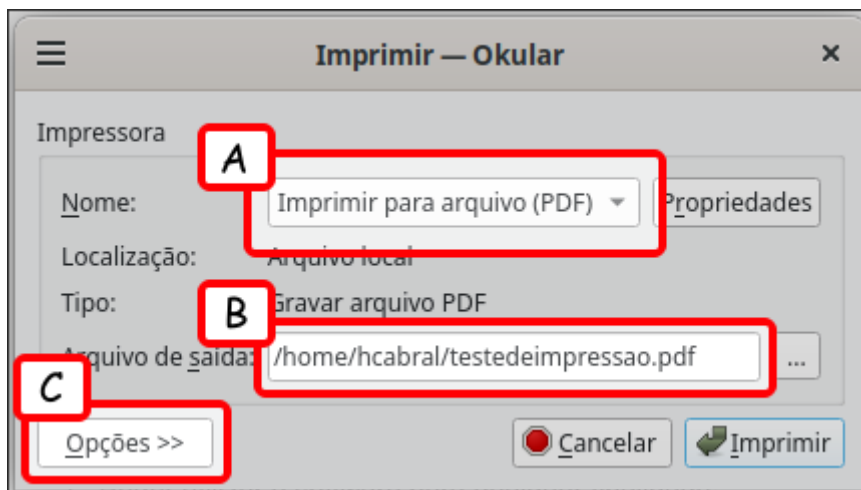 Imprimir — Okular
Impressora
A
Nome: Imprimir para arquivo (PDF) Propriedades
Localização: Arquivo local
Tipo: Gravar arquivo PDF
B
Arquivo de saída: /home/hcabral/testedeimpressao.pdf ...
C
Opções >> Cancelar Imprimir